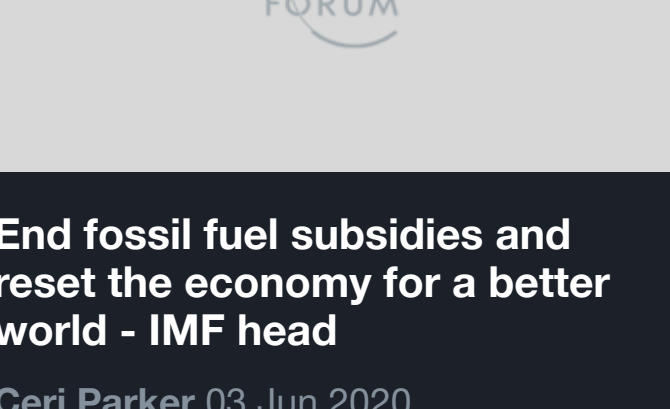 FORUM
End fossil fuel subsidies and
reset the economy for a better
world - IMF head
Ceri Parker 03 Jun 2020